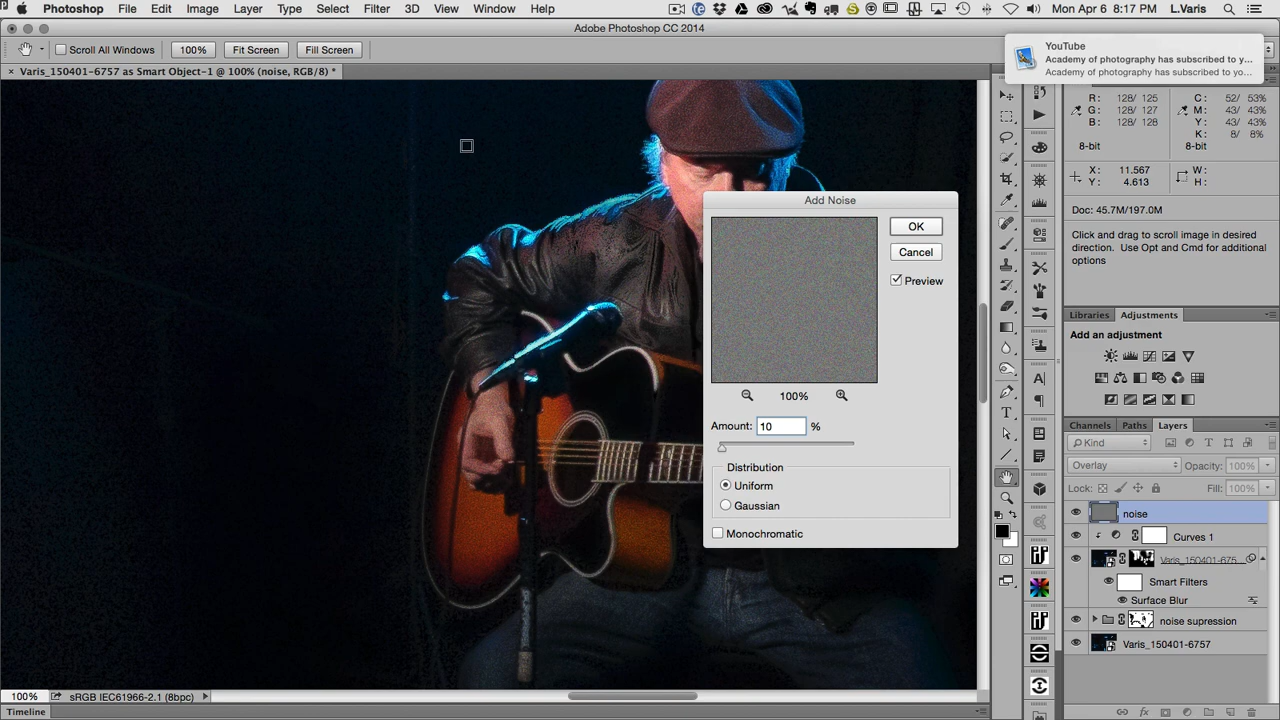 Photoshop File Edit Image Layer Type Select Filter 3D View Window Help
Mon Apr 6 8:17 PM L.Varis
Adobe Photoshop CC 2014
Scroll All Windows 100% Fit Screen Fill Screen
YouTube
Academy of photography has subscribed to y...
Academy of photography has subscribed to yo...
× Varis_150401-6757 as Smart Object-1 @ 100% (noise, RGB/8) *
R: 128/ 125 C: 52/ 53%
G: 128/ 127 M: 43/ 43%
B: 128/ 128 Y: 43/ 43%
K: 8/ 8%
8-bit 8-bit
X: 11.567 W:
Y: 4.613 H:
Doc: 45.7M/197.0M
Click and drag to scroll image in desired
direction. Use Opt and Cmd for additional
options
Add Noise
OK
Cancel
Preview
100%
Amount: 10 %
Distribution
Uniform
Gaussian
Monochromatic
Libraries Adjustments
Add an adjustment
Channels Paths Layers
Kind
Overlay Opacity: 100%
Lock: Fill: 100%
noise
Curves 1
Varis_150401-675...
Smart Filters
Surface Blur
noise supression
Varis_150401-6757
100% sRGB IEC61966-2.1 (8bpc)
Timeline